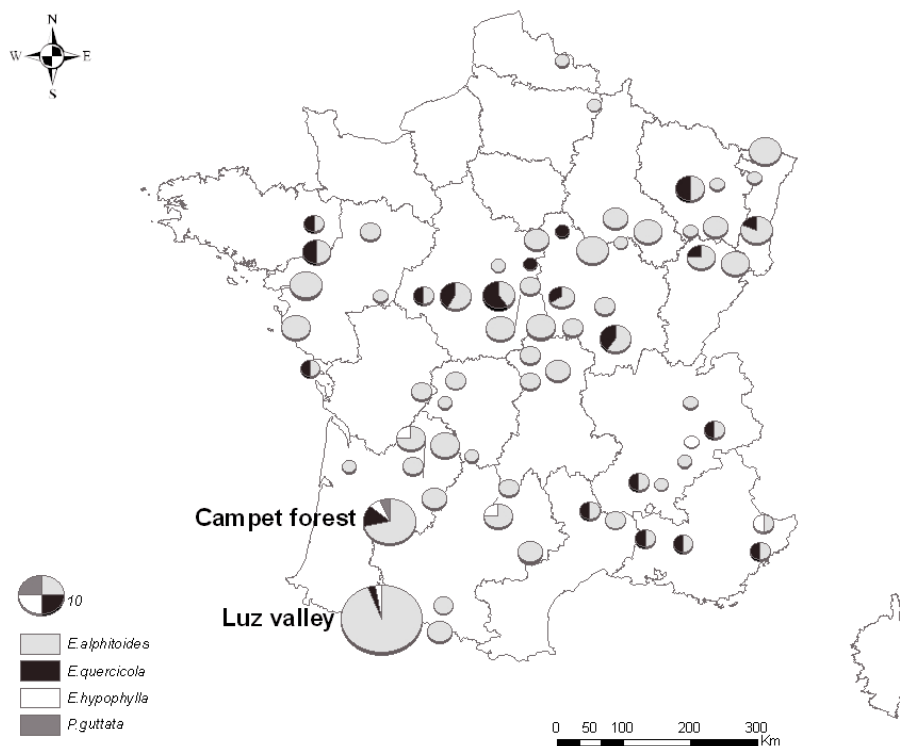 N
W E
S
Campet forest
Luz valley
10
E.alphitoides
E.quercicola
E.hypophylla
P.guttata
0 50 100 200 300
Km